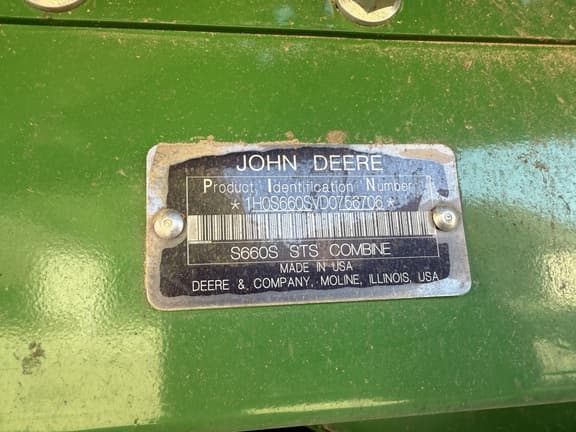 JOHN DEERE
Product Identification Number
*1H0S660SVD0756706*
S660S STS COMBINE
MADE IN USA
DEERE & COMPANY, MOLINE, ILLINOIS, USA